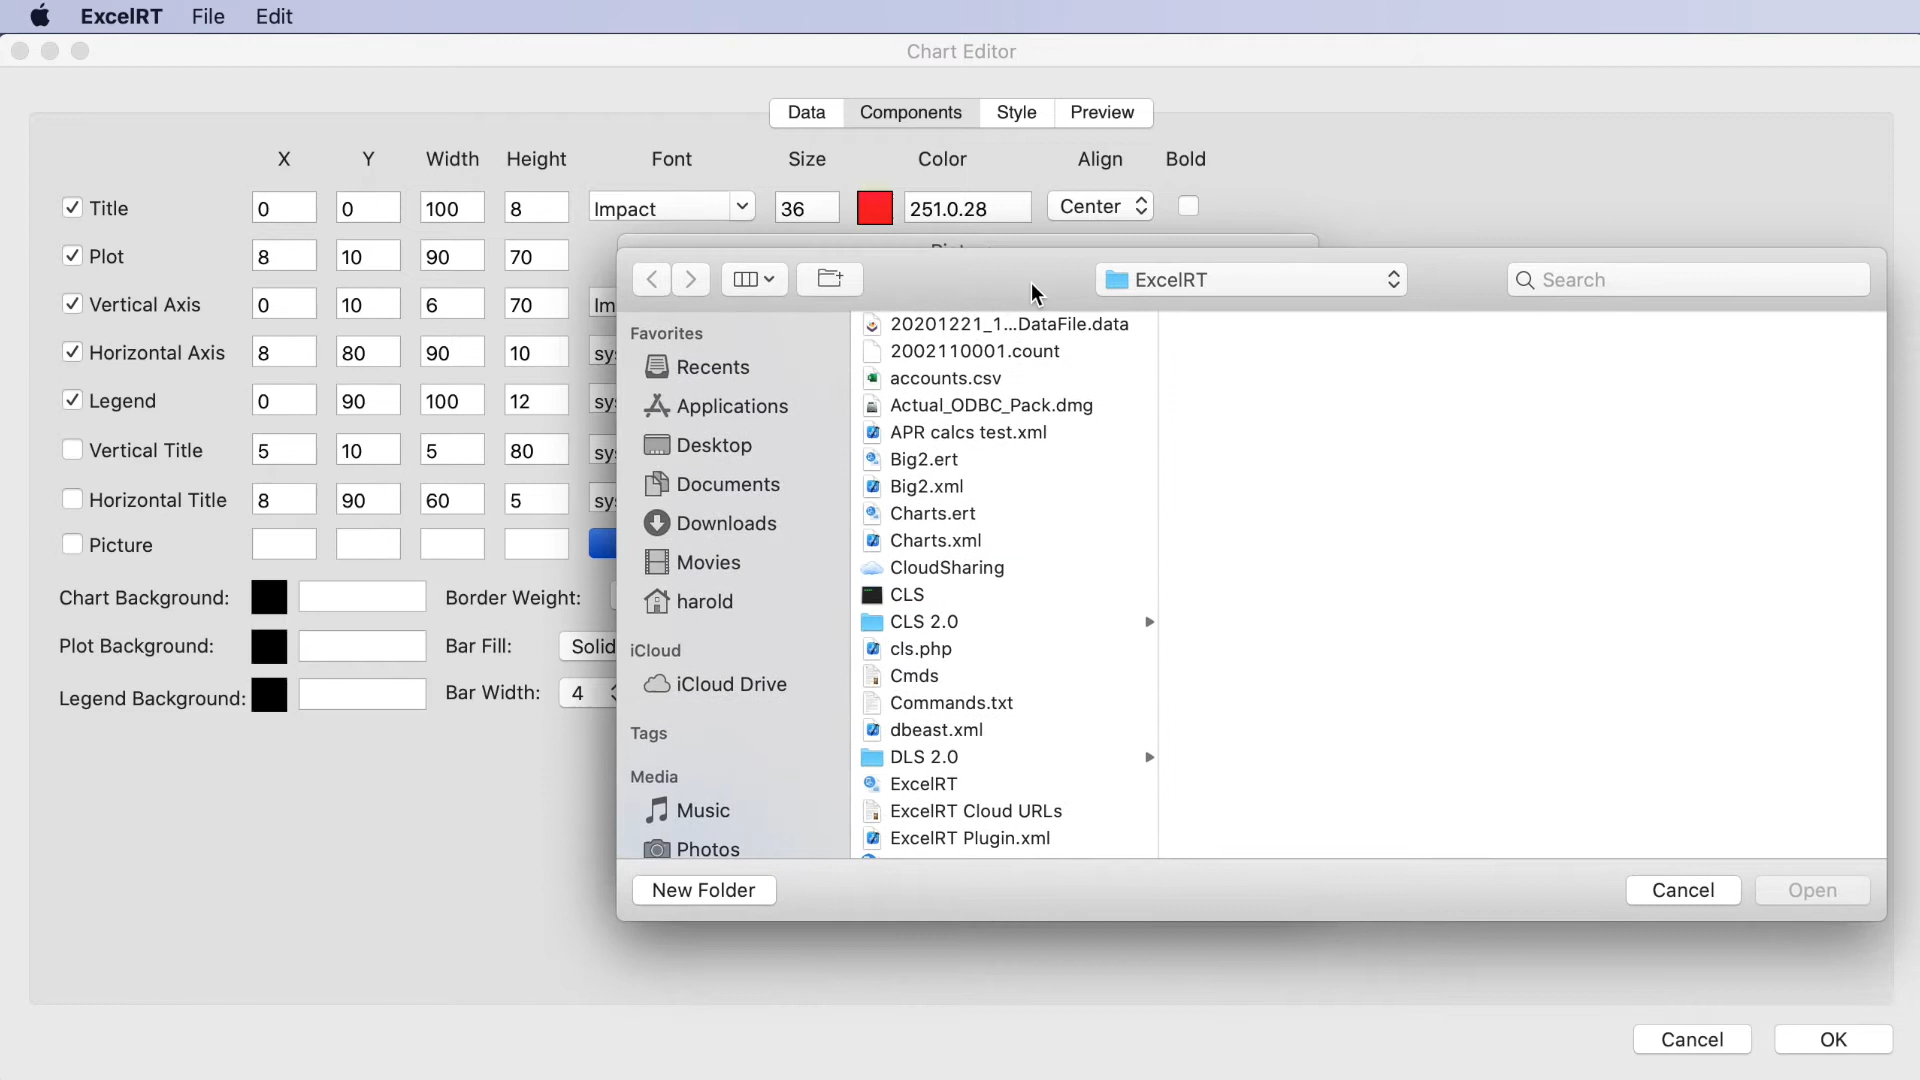 ExcelRT File Edit
Chart Editor
Data Components Style Preview
X Y Width Height Font Size Color Align Bold
Title 0 0 100 8 Impact 36 251.0.28 Center
Plot 8 10 90 70
Vertical Axis 0 10 6 70 Im
Horizontal Axis 8 80 90 10 sy
Legend 0 90 100 12 sy
Vertical Title 5 10 5 80 sy
Horizontal Title 8 90 60 5 sy
Picture
Chart Background: Border Weight:
Plot Background: Bar Fill: Solid
Legend Background: Bar Width: 4
ExcelRT Search
Favorites
Recents
Applications
Desktop
Documents
Downloads
Movies
harold
iCloud
iCloud Drive
Tags
Media
Music
Photos
20201221_1...DataFile.data
2002110001.count
accounts.csv
Actual_ODBC_Pack.dmg
APR calcs test.xml
Big2.ert
Big2.xml
Charts.ert
Charts.xml
CloudSharing
CLS
CLS 2.0
cls.php
Cmds
Commands.txt
dbeast.xml
DLS 2.0
ExcelRT
ExcelRT Cloud URLs
ExcelRT Plugin.xml
New Folder Cancel Open
Cancel OK